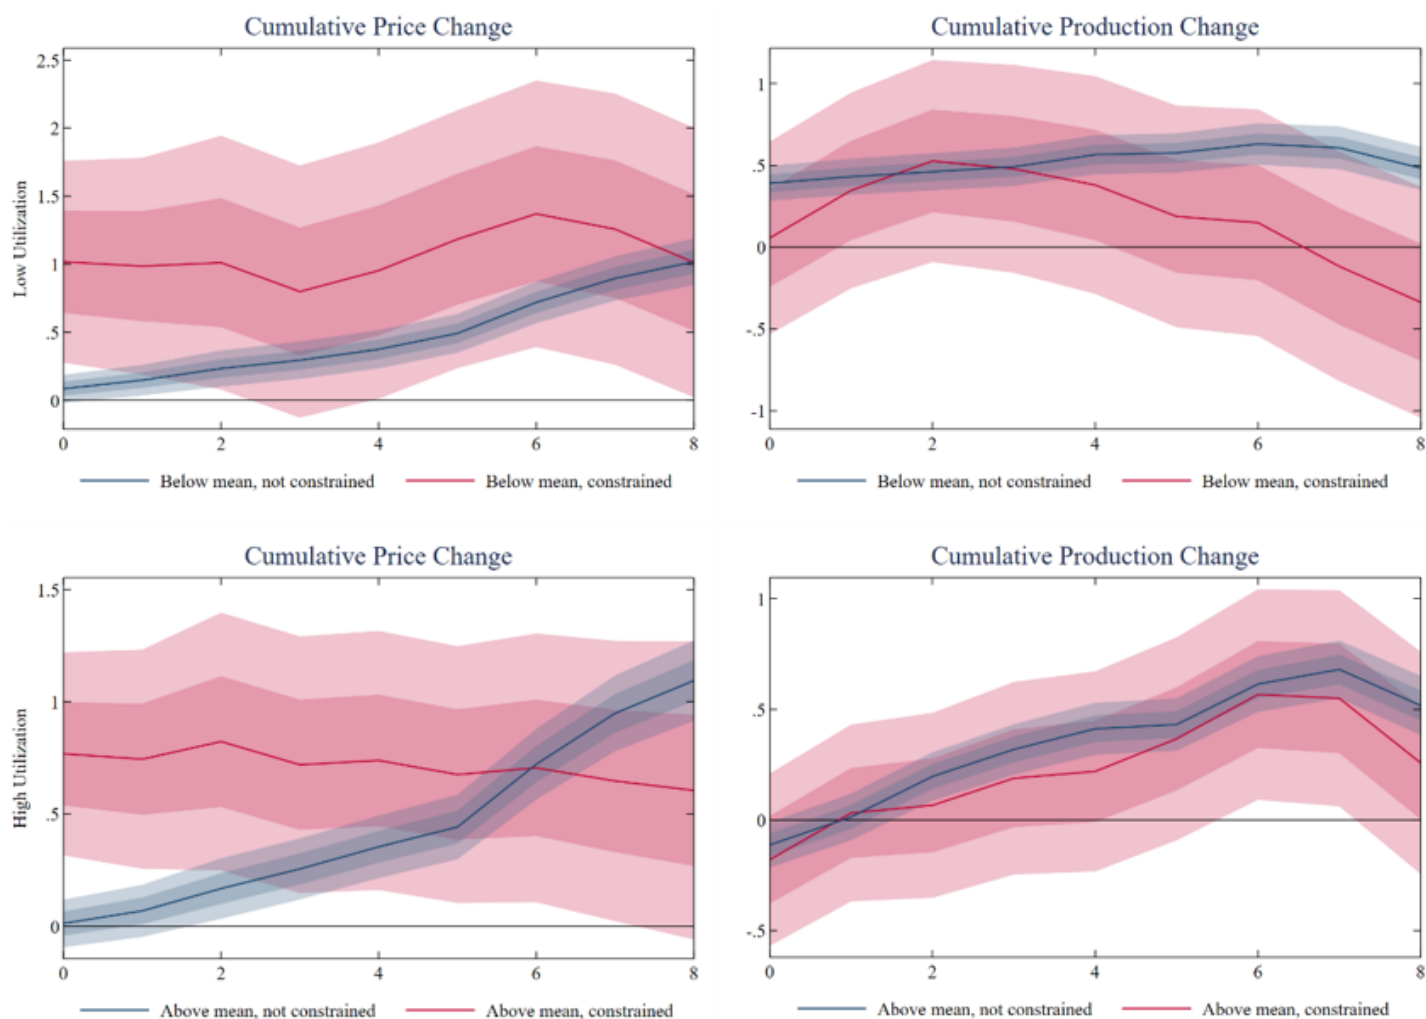 Cumulative Price Change
Low Utilization
2.5
2
1.5
1
.5
0
0 2 4 6 8
Below mean, not constrained Below mean, constrained
Cumulative Production Change
1
.5
0
-.5
-1
0 2 4 6 8
Below mean, not constrained Below mean, constrained
Cumulative Price Change
High Utilization
1.5
1
.5
0
0 2 4 6 8
Above mean, not constrained Above mean, constrained
Cumulative Production Change
1
.5
0
-.5
0 2 4 6 8
Above mean, not constrained Above mean, constrained